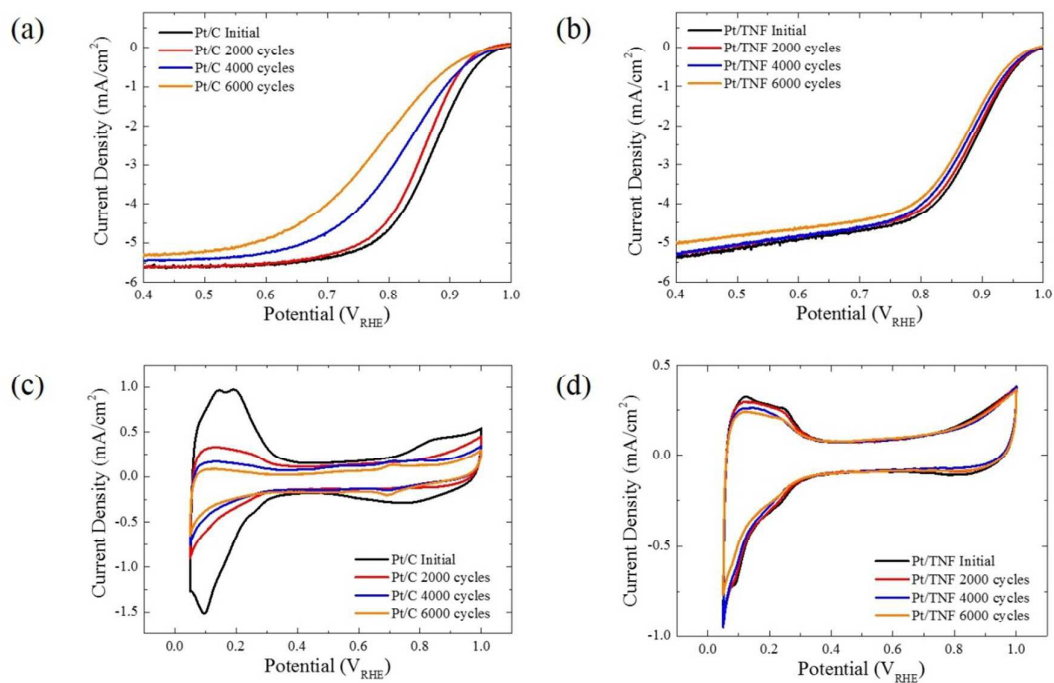 (a)
Pt/C Initial
Pt/C 2000 cycles
Pt/C 4000 cycles
Pt/C 6000 cycles
Current Density (mA/cm²)
0
-1
-2
-3
-4
-5
-6
0.4 0.5 0.6 0.7 0.8 0.9 1.0
Potential (V_RHE)
(b)
Pt/TNF Initial
Pt/TNF 2000 cycles
Pt/TNF 4000 cycles
Pt/TNF 6000 cycles
Current Density (mA/cm²)
0
-1
-2
-3
-4
-5
-6
0.4 0.5 0.6 0.7 0.8 0.9 1.0
Potential (V_RHE)
(c)
Current Density (mA/cm²)
1.0
0.5
0.0
-0.5
-1.0
-1.5
Pt/C Initial
Pt/C 2000 cycles
Pt/C 4000 cycles
Pt/C 6000 cycles
0.0 0.2 0.4 0.6 0.8 1.0
Potential (V_RHE)
(d)
Current Density (mA/cm²)
0.5
0.0
-0.5
-1.0
Pt/TNF Initial
Pt/TNF 2000 cycles
Pt/TNF 4000 cycles
Pt/TNF 6000 cycles
0.0 0.2 0.4 0.6 0.8 1.0
Potential (V_RHE)